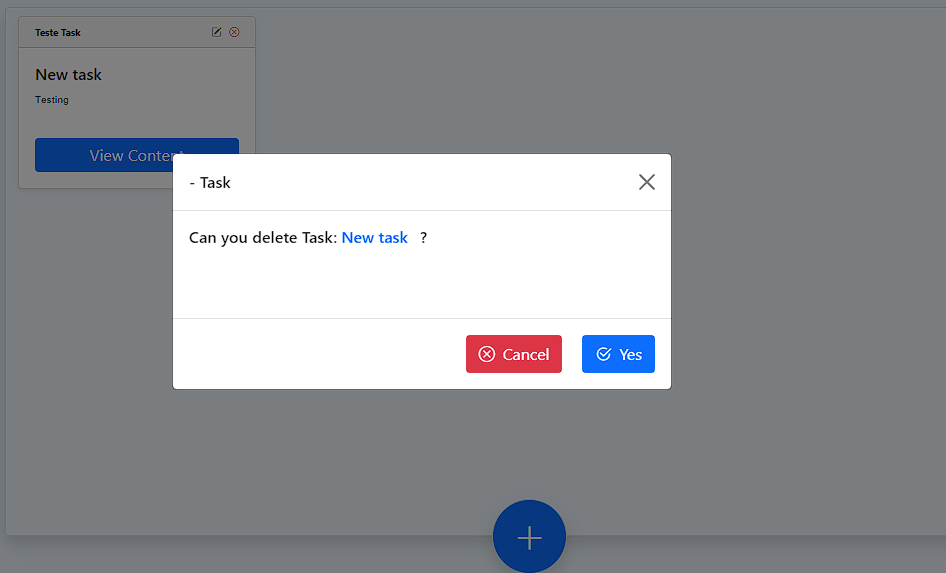 Teste Task
New task
Testing
View Content
- Task
Can you delete Task: New task ?
Cancel
Yes